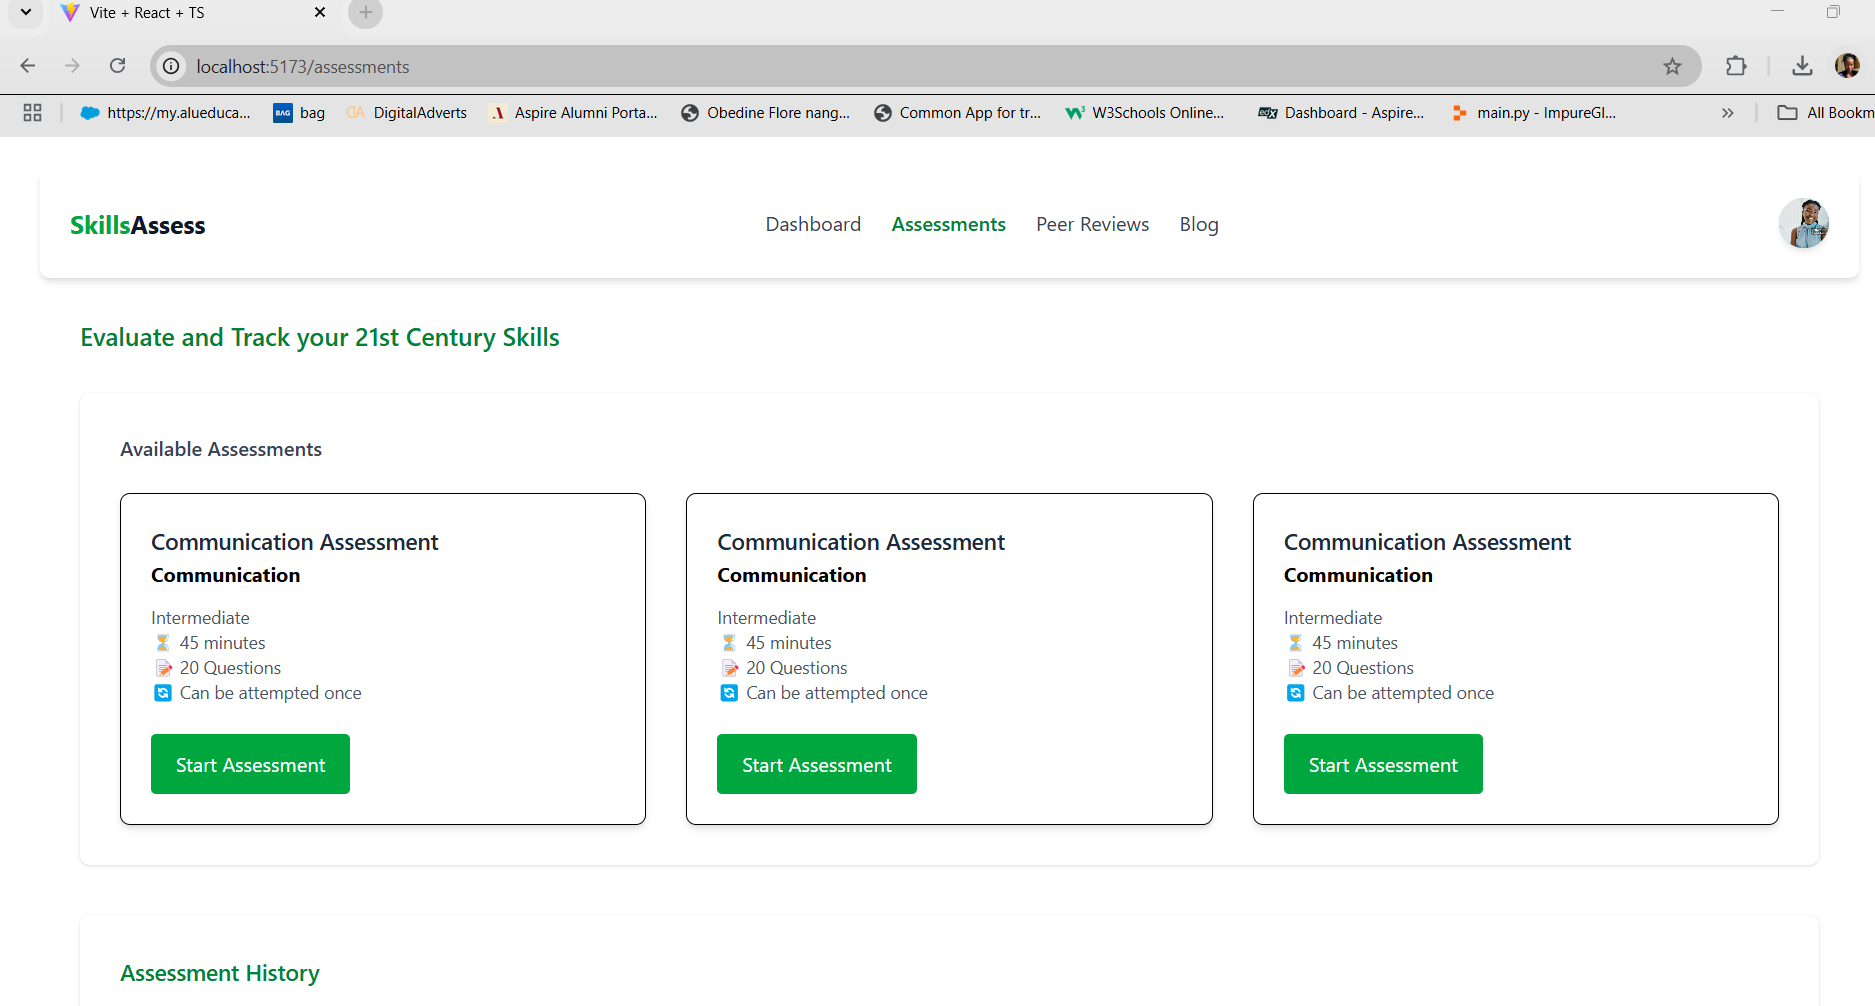 Vite + React + TS
localhost:5173/assessments
https://my.alueduca... bag DigitalAdverts Aspire Alumni Porta... Obedine Flore nang... Common App for tr... W3Schools Online... Dashboard - Aspire... main.py - ImpureGl... » All Bookm
SkillsAssess Dashboard Assessments Peer Reviews Blog
Evaluate and Track your 21st Century Skills
Available Assessments
Communication Assessment
Communication
Intermediate
45 minutes
20 Questions
Can be attempted once
Start Assessment
Communication Assessment
Communication
Intermediate
45 minutes
20 Questions
Can be attempted once
Start Assessment
Communication Assessment
Communication
Intermediate
45 minutes
20 Questions
Can be attempted once
Start Assessment
Assessment History